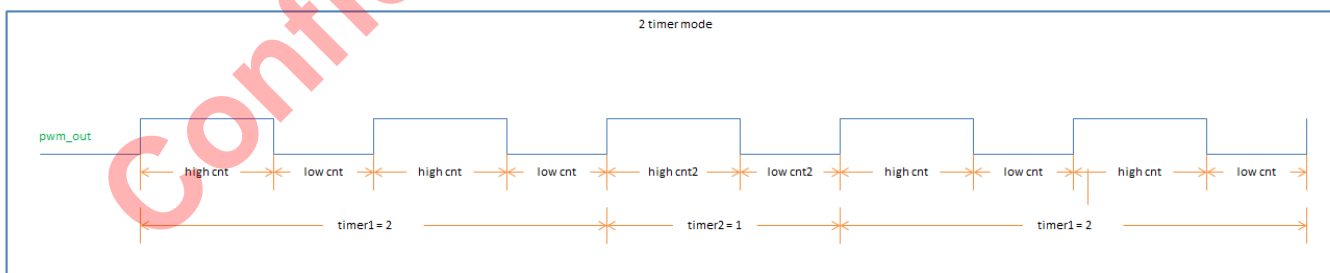 2 timer mode
pwm_out
high cnt low cnt high cnt low cnt high cnt2 low cnt2 high cnt low cnt high cnt low cnt
timer1 = 2 timer2 = 1 timer1 = 2
Confi